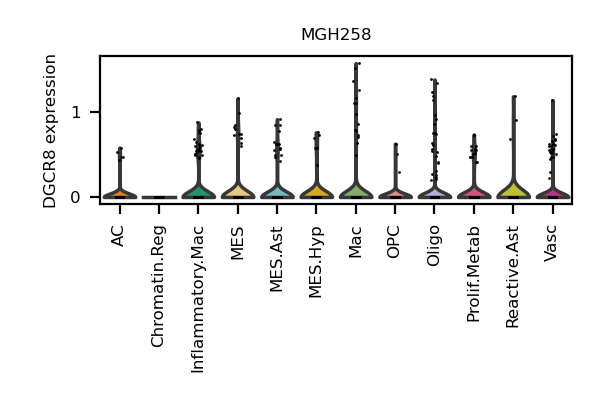 MGH258
DGCR8 expression
1
0
AC
Chromatin.Reg
Inflammatory.Mac
MES
MES.Ast
MES.Hyp
Mac
OPC
Oligo
Prolif.Metab
Reactive.Ast
Vasc